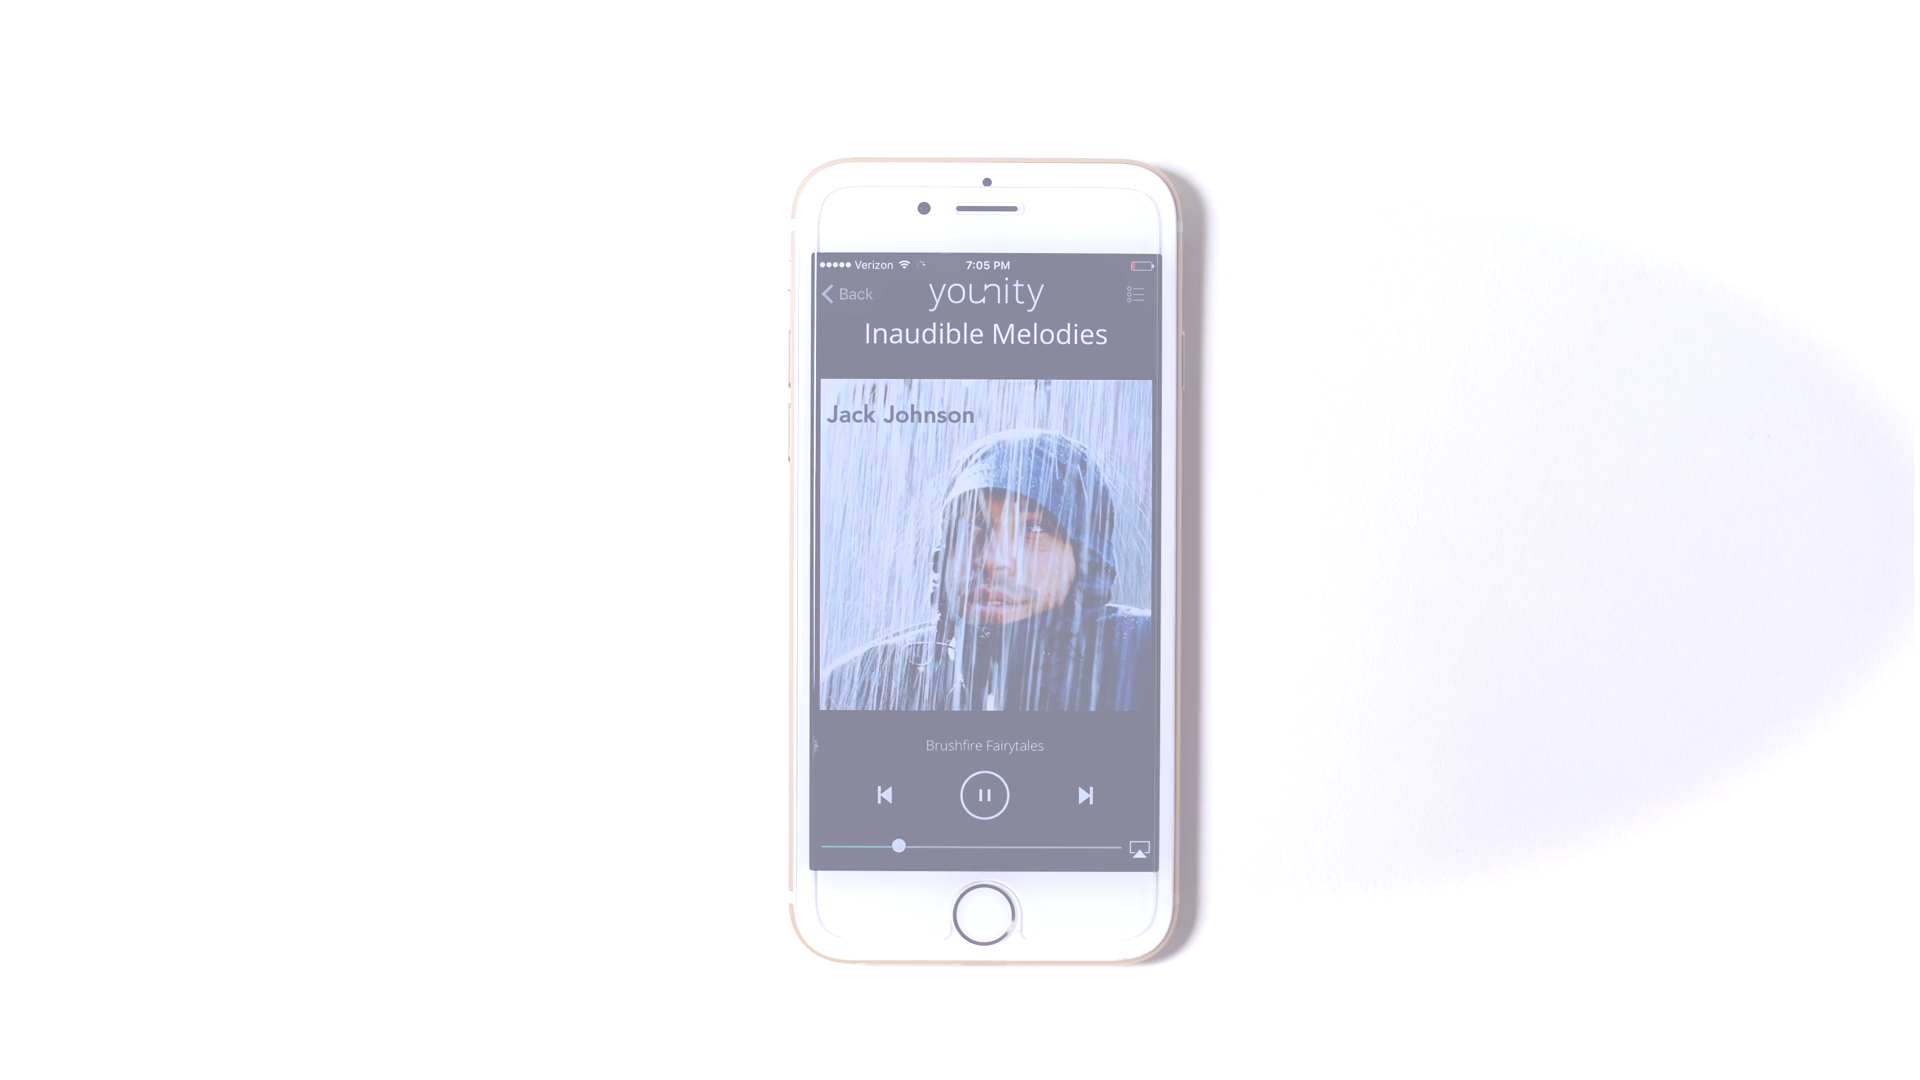 Verizon 7:05 PM
Back younity
Inaudible Melodies
Jack Johnson
Brushfire Fairytales